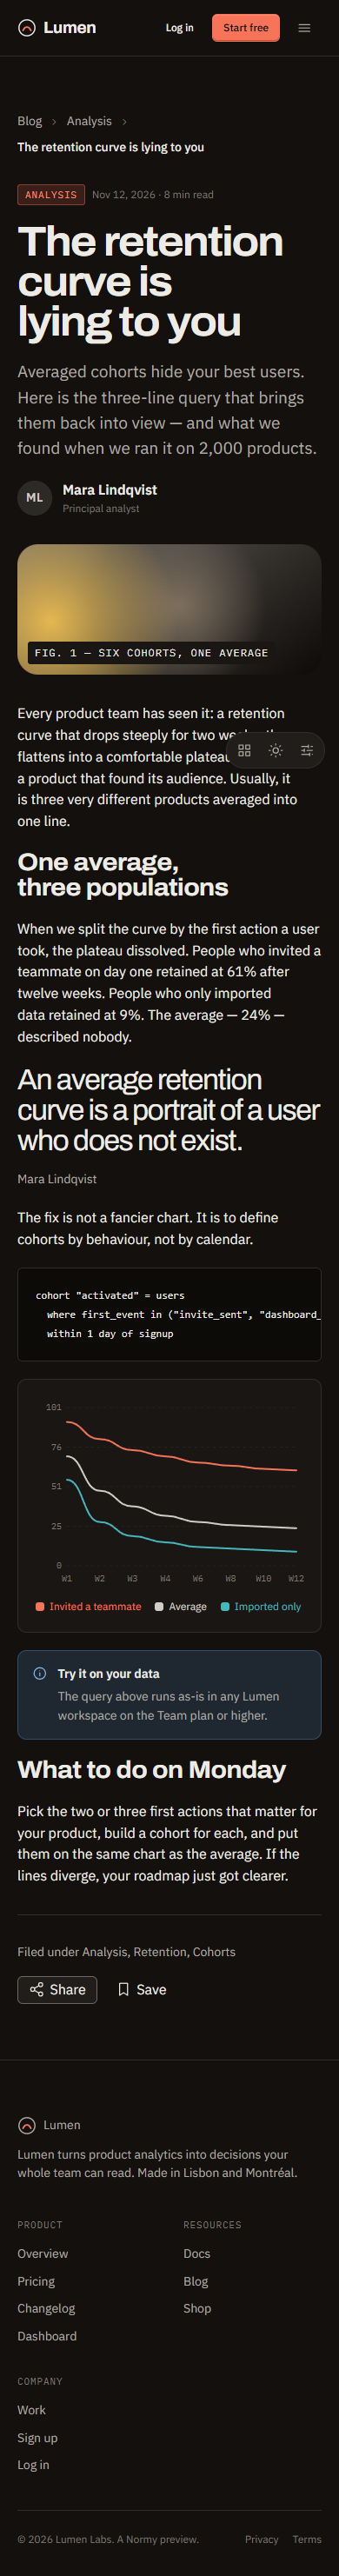 Lumen
Log in
Start free
Blog › Analysis ›
The retention curve is lying to you
ANALYSIS
Nov 12, 2026 · 8 min read
The retention
curve is
lying to you
Averaged cohorts hide your best users.
Here is the three-line query that brings
them back into view — and what we
found when we ran it on 2,000 products.
ML
Mara Lindqvist
Principal analyst
FIG. 1 — SIX COHORTS, ONE AVERAGE
Every product team has seen it: a retention
curve that drops steeply for two
flattens into a comfortable
a product that found its audience. Usually, it
is three very different products averaged into
one line.
One average,
three populations
When we split the curve by the first action a user
took, the plateau dissolved. People who invited a
teammate on day one retained at 61% after
twelve weeks. People who only imported
data retained at 9%. The average — 24% —
described nobody.
An average retention
curve is a portrait of a user
who does not exist.
Mara Lindqvist
The fix is not a fancier chart. It is to define
cohorts by behaviour, not by calendar.
cohort "activated" = users
where first_event in ("invite_sent", "dashboard_
within 1 day of signup
101
76
51
25
0
W1 W2 W3 W4 W6 W8 W10 W12
Invited a teammate Average Imported only
Try it on your data
The query above runs as-is in any Lumen
workspace on the Team plan or higher.
What to do on Monday
Pick the two or three first actions that matter for
your product, build a cohort for each, and put
them on the same chart as the average. If the
lines diverge, your roadmap just got clearer.
Filed under Analysis, Retention, Cohorts
Share
Save
Lumen
Lumen turns product analytics into decisions your
whole team can read. Made in Lisbon and Montréal.
PRODUCT
Overview
Pricing
Changelog
Dashboard
RESOURCES
Docs
Blog
Shop
COMPANY
Work
Sign up
Log in
© 2026 Lumen Labs. A Normy preview.
Privacy
Terms